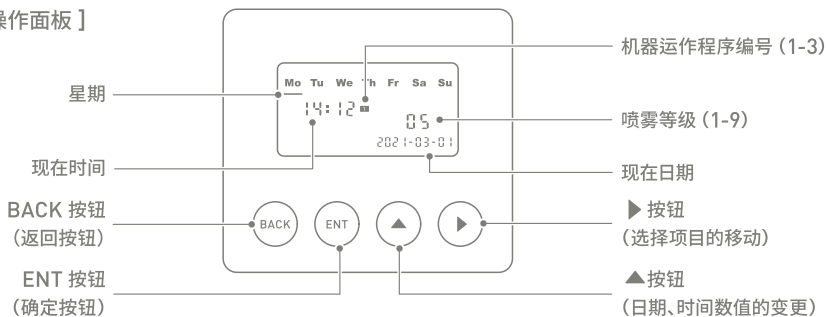 操作面板 ]
机器运作程序编号 (1-3)
Mo Tu We Th Fr Sa Su
星期
14:12
05
喷雾等级 (1-9)
2021-03-01
现在时间
现在日期
BACK 按钮
(返回按钮)
BACK
ENT
▲
▶
▶ 按钮
(选择项目的移动)
ENT 按钮
(确定按钮)
▲按钮
(日期、时间数值的变更)